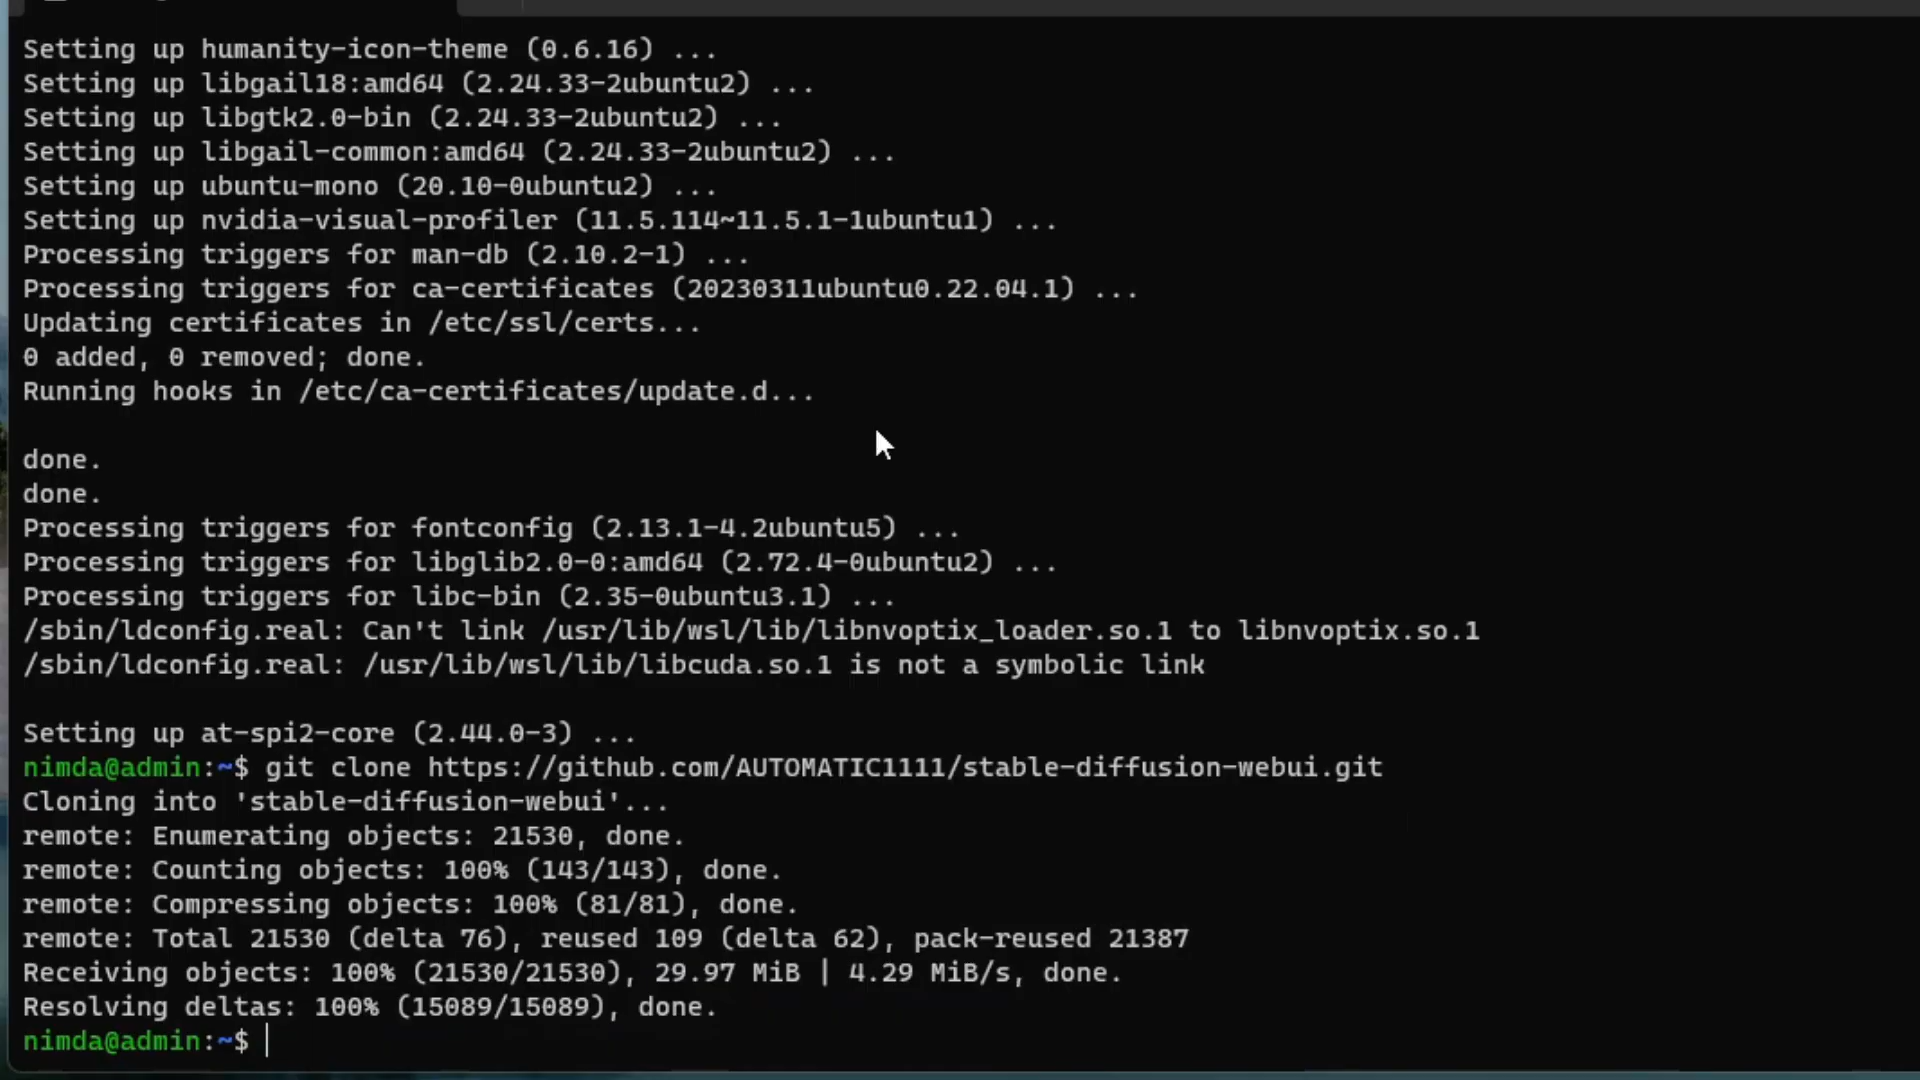 Setting up humanity-icon-theme (0.6.16) ...
Setting up libgail18:amd64 (2.24.33-2ubuntu2) ...
Setting up libgtk2.0-bin (2.24.33-2ubuntu2) ...
Setting up libgail-common:amd64 (2.24.33-2ubuntu2) ...
Setting up ubuntu-mono (20.10-0ubuntu2) ...
Setting up nvidia-visual-profiler (11.5.114~11.5.1-1ubuntu1) ...
Processing triggers for man-db (2.10.2-1) ...
Processing triggers for ca-certificates (20230311ubuntu0.22.04.1) ...
Updating certificates in /etc/ssl/certs...
0 added, 0 removed; done.
Running hooks in /etc/ca-certificates/update.d...
done.
done.
Processing triggers for fontconfig (2.13.1-4.2ubuntu5) ...
Processing triggers for libglib2.0-0:amd64 (2.72.4-0ubuntu2) ...
Processing triggers for libc-bin (2.35-0ubuntu3.1) ...
/sbin/ldconfig.real: Can't link /usr/lib/wsl/lib/libnvoptix_loader.so.1 to libnvoptix.so.1
/sbin/ldconfig.real: /usr/lib/wsl/lib/libcuda.so.1 is not a symbolic link
Setting up at-spi2-core (2.44.0-3) ...
nimda@admin:~$ git clone https://github.com/AUTOMATIC1111/stable-diffusion-webui.git
Cloning into 'stable-diffusion-webui'...
remote: Enumerating objects: 21530, done.
remote: Counting objects: 100% (143/143), done.
remote: Compressing objects: 100% (81/81), done.
remote: Total 21530 (delta 76), reused 109 (delta 62), pack-reused 21387
Receiving objects: 100% (21530/21530), 29.97 MiB | 4.29 MiB/s, done.
Resolving deltas: 100% (15089/15089), done.
nimda@admin:~$